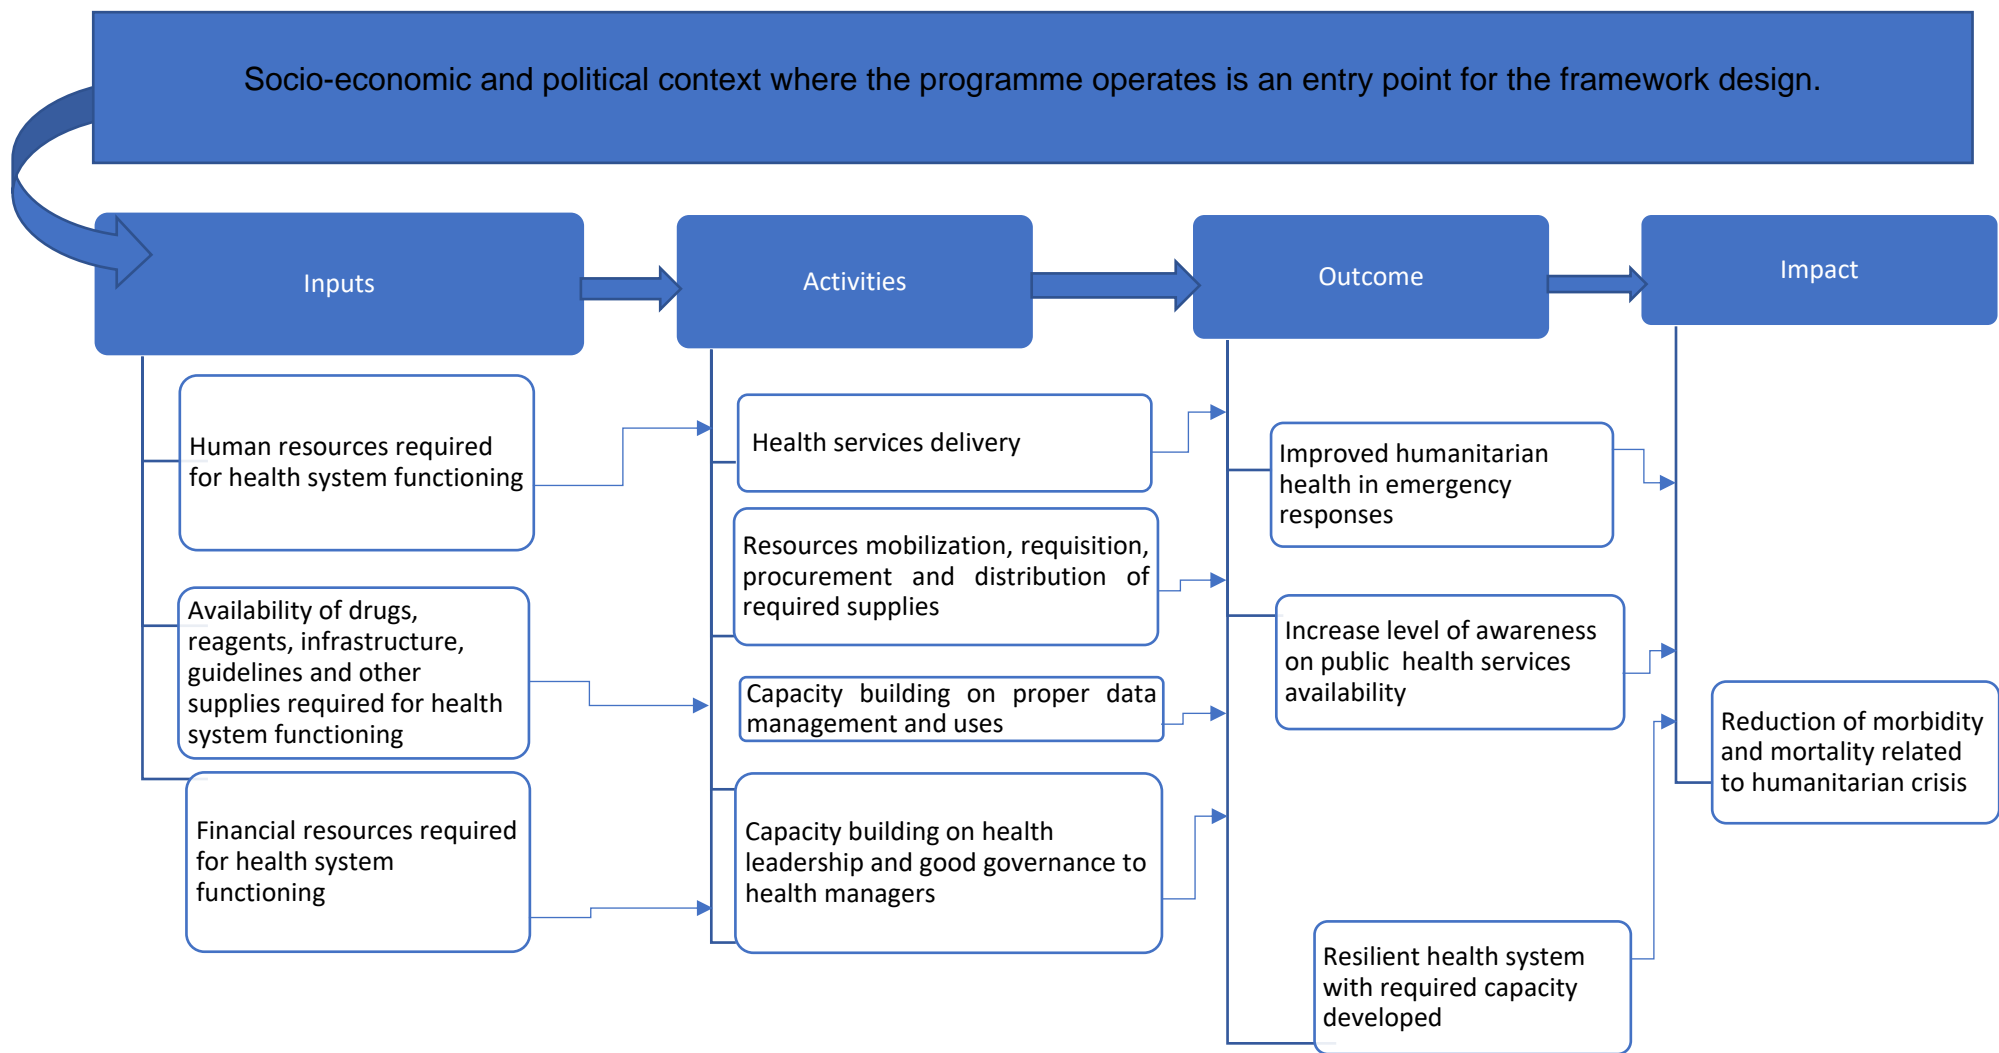 Socio-economic and political context where the programme operates is an entry point for the framework design.
Inputs
Human resources required
for health system functioning
Availability of drugs,
reagents, infrastructure,
guidelines and other
supplies required for health
system functioning
Financial resources required
for health system
functioning
Activities
Health services delivery
Resources mobilization, requisition,
procurement and distribution of
required supplies
Capacity building on proper data
management and uses
Capacity building on health
leadership and good governance to
health managers
Outcome
Improved humanitarian
health in emergency
responses
Increase level of awareness
on public health services
availability
Resilient health system
with required capacity
developed
Impact
Reduction of morbidity
and mortality related
to humanitarian crisis